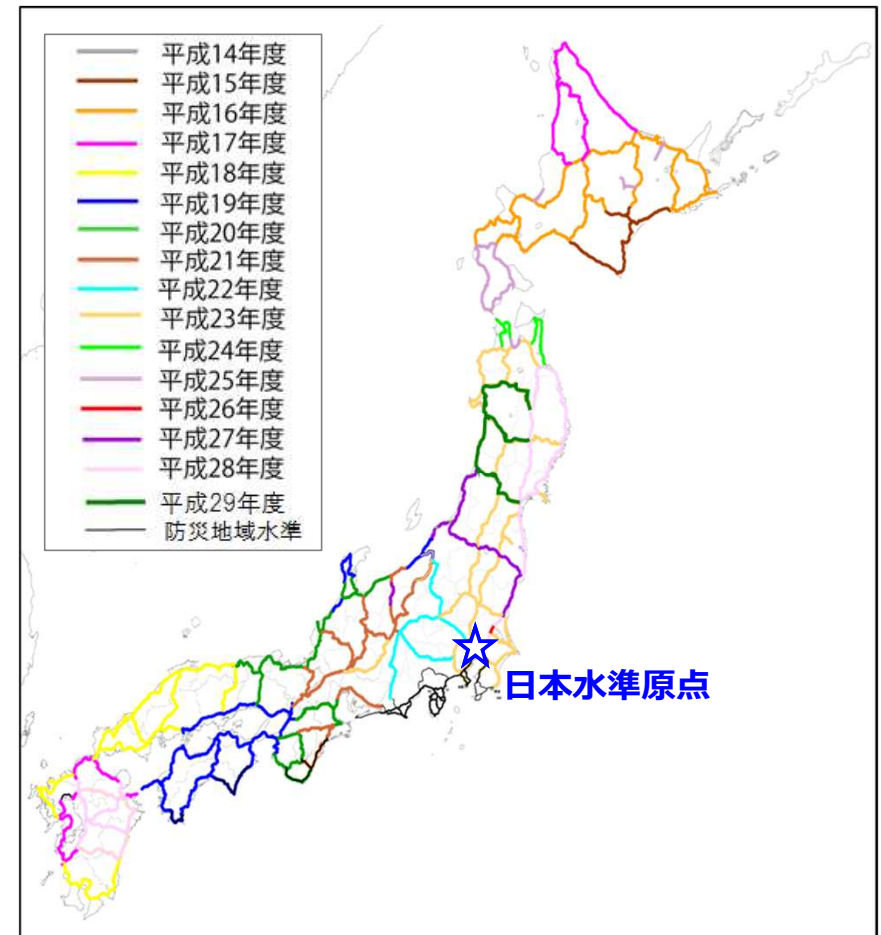 平成14年度
平成15年度
平成16年度
平成17年度
平成18年度
平成19年度
平成20年度
平成21年度
平成22年度
平成23年度
平成24年度
平成25年度
平成26年度
平成27年度
平成28年度
平成29年度
防災地域水準
日本水準原点